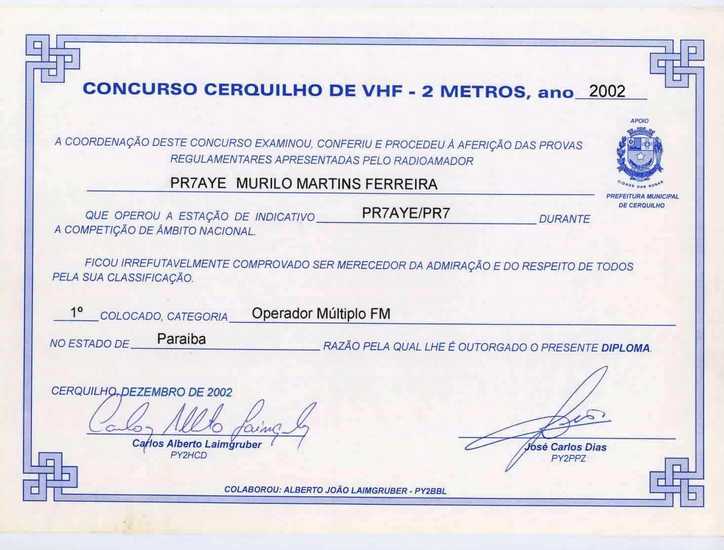 CONCURSO CERQUILHO DE VHF - 2 METROS, ano 2002
APOIO
A COORDENAÇÃO DESTE CONCURSO EXAMINOU, CONFERIU E PROCEDEU À AFERIÇÃO DAS PROVAS
REGULAMENTARES APRESENTADAS PELO RADIOAMADOR
PR7AYE MURILO MARTINS FERREIRA
CIDADE DAS ROSAS
PREFEITURA MUNICIPAL
DE CERQUILHO
QUE OPEROU A ESTAÇÃO DE INDICATIVO PR7AYE/PR7 DURANTE
A COMPETIÇÃO DE ÂMBITO NACIONAL.
FICOU IRREFUTAVELMENTE COMPROVADO SER MERECEDOR DA ADMIRAÇÃO E DO RESPEITO DE TODOS
PELA SUA CLASSIFICAÇÃO.
1º COLOCADO, CATEGORIA Operador Múltiplo FM
NO ESTADO DE Paraiba RAZÃO PELA QUAL LHE É OUTORGADO O PRESENTE DIPLOMA.
CERQUILHO, DEZEMBRO DE 2002
Carlos Alberto Laimgruber
PY2HCD
José Carlos Dias
PY2PPZ
COLABOROU: ALBERTO JOÃO LAIMGRUBER - PY2BBL